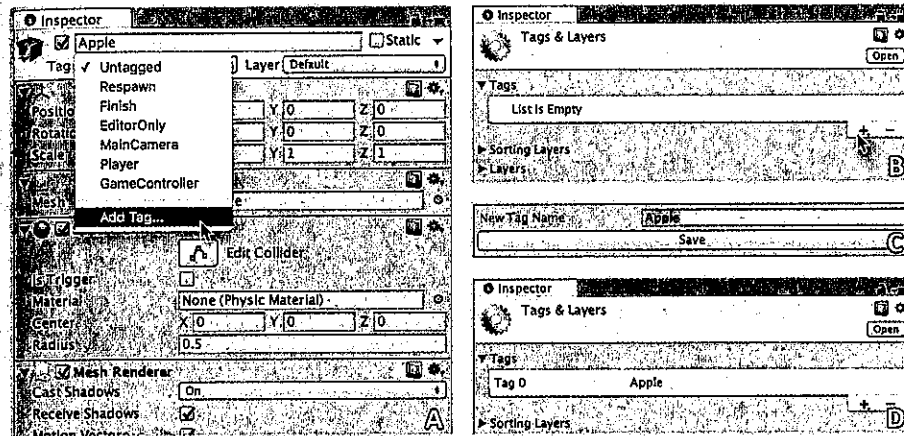 Inspector
Apple
Static
Tag
Untagged
Layer Default
Respawn
Finish
EditorOnly
MainCamera
Player
GameController
Add Tag...
Position
Y 0
Z 0
Rotation
Y 0
Z 0
Scale
Y 1
Z 1
Mesh
Edit Collider
Is Trigger
Material
None (Physic Material)
Center
X 0
Y 0
Z 0
Radius
0.5
Mesh Renderer
Cast Shadows
On
Receive Shadows
Motion Vectors
A
Inspector
Tags & Layers
Open
Tags
List is Empty
+ −
Sorting Layers
Layers
B
New Tag Name
Apple
Save
C
Inspector
Tags & Layers
Open
Tags
Tag 0
Apple
+ −
Sorting Layers
D